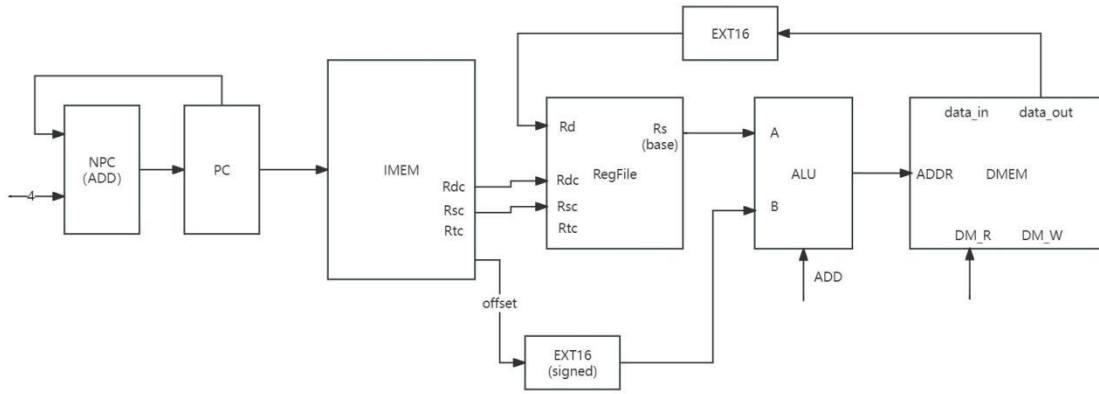 EXT16
4
NPC
(ADD)
PC
IMEM
Rdc
Rsc
Rtc
offset
EXT16
(signed)
Rd
Rs
(base)
RegFile
Rdc
Rsc
Rtc
A
ALU
B
ADD
data_in data_out
ADDR DMEM
DM_R DM_W